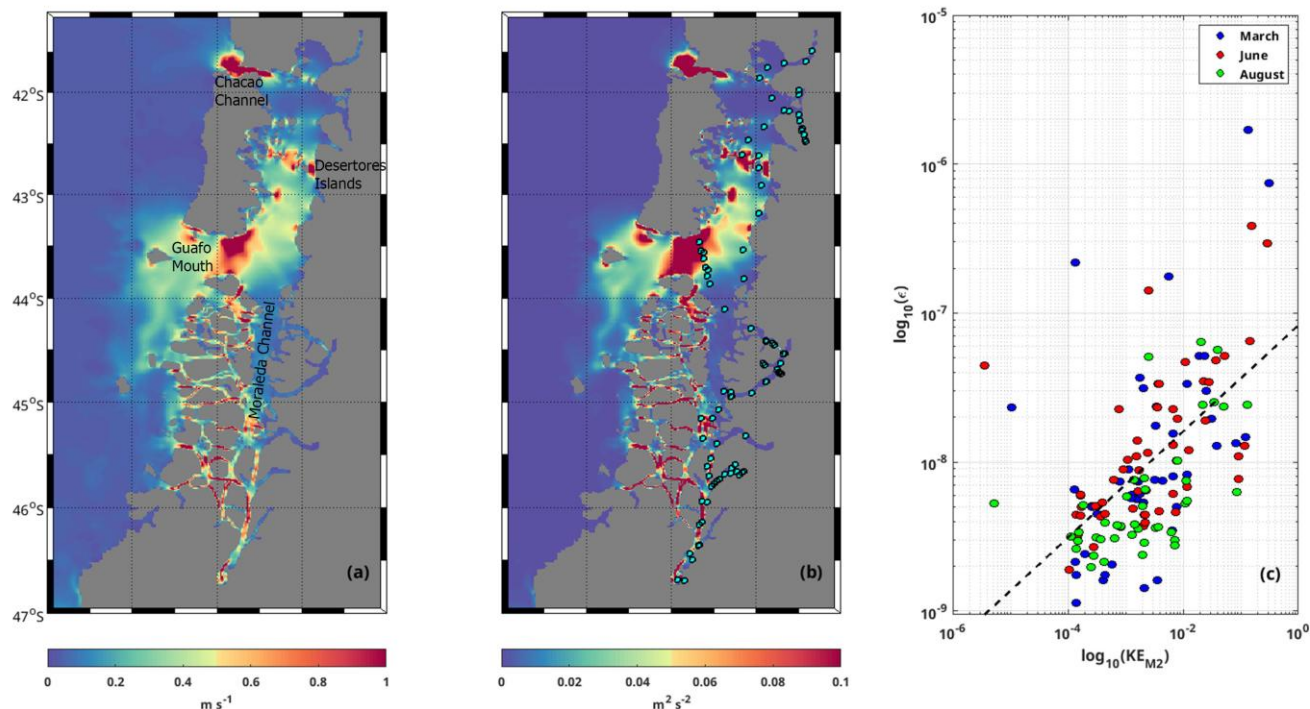 42°S
43°S
44°S
45°S
46°S
47°S
Chacao
Channel
Desertores
Islands
Guafo
Mouth
Moraleda Channel
(a)
0 0.2 0.4 0.6 0.8 1
m s⁻¹
(b)
0 0.02 0.04 0.06 0.08 0.1
m² s⁻²
10⁻⁵
10⁻⁶
10⁻⁷
10⁻⁸
10⁻⁹
log₁₀(ϵ)
March
June
August
(c)
10⁻⁶ 10⁻⁴ 10⁻² 10⁰
log₁₀(KE_M2)